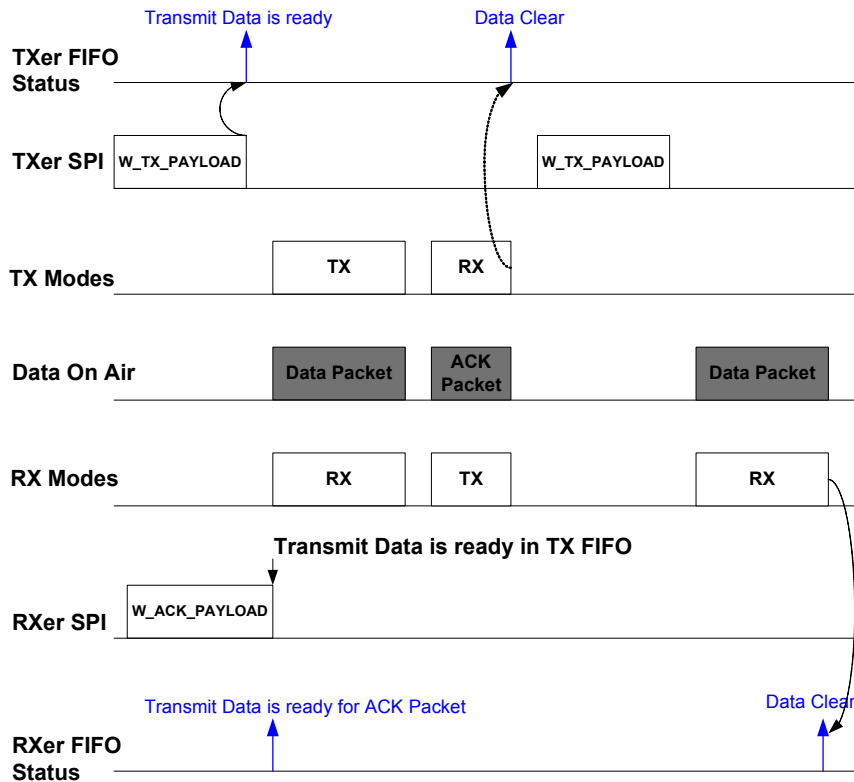 Transmit Data is ready
Data Clear
TXer FIFO
Status
TXer SPI
W_TX_PAYLOAD
W_TX_PAYLOAD
TX Modes
TX
RX
Data On Air
Data Packet
ACK
Packet
Data Packet
RX Modes
RX
TX
RX
Transmit Data is ready in TX FIFO
RXer SPI
W_ACK_PAYLOAD
Transmit Data is ready for ACK Packet
Data Clear
RXer FIFO
Status